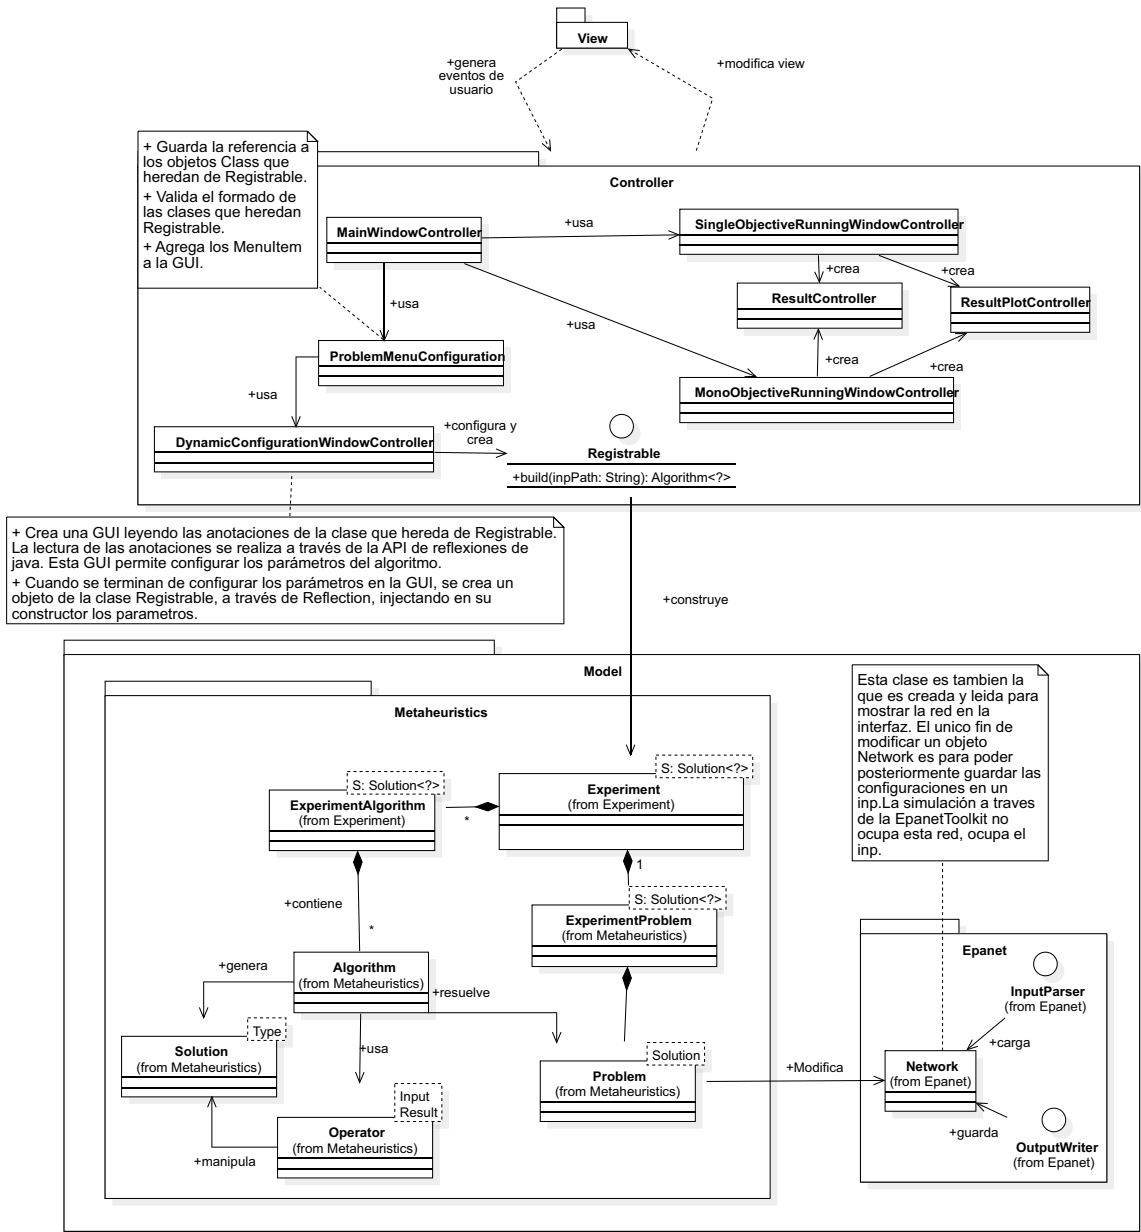 View
+genera
eventos de
usuario
+modifica view
+ Guarda la referencia a
los objetos Class que
heredan de Registrable.
+ Valida el formado de
las clases que heredan
Registrable.
+ Agrega los MenuItem
a la GUI.
Controller
MainWindowController
+usa
SingleObjectiveRunningWindowController
+crea
+crea
ResultController
ResultPlotController
+usa
+usa
ProblemMenuConfiguration
+crea
+crea
MonoObjectiveRunningWindowController
+usa
DynamicConfigurationWindowController
+configura y
crea
Registrable
+build(inpPath: String): Algorithm<?>
+ Crea una GUI leyendo las anotaciones de la clase que hereda de Registrable.
La lectura de las anotaciones se realiza a través de la API de reflexiones de
java. Esta GUI permite configurar los parámetros del algoritmo.
+ Cuando se terminan de configurar los parámetros en la GUI, se crea un
objeto de la clase Registrable, a través de Reflection, injectando en su
constructor los parametros.
+construye
Model
Metaheuristics
Esta clase es tambien la
que es creada y leida para
mostrar la red en la
interfaz. El unico fin de
modificar un objeto
Network es para poder
posteriormente guardar las
configuraciones en un
inp.La simulación a traves
de la EpanetToolkit no
ocupa esta red, ocupa el
inp.
S: Solution<?>
ExperimentAlgorithm
(from Experiment)
*
S: Solution<?>
Experiment
(from Experiment)
1
+contiene
*
S: Solution<?>
ExperimentProblem
(from Metaheuristics)
Algorithm
(from Metaheuristics)
+genera
+resuelve
+usa
Type
Solution
(from Metaheuristics)
Solution
Problem
(from Metaheuristics)
+Modifica
Input
Result
Operator
(from Metaheuristics)
+manipula
Epanet
InputParser
(from Epanet)
+carga
Network
(from Epanet)
+guarda
OutputWriter
(from Epanet)